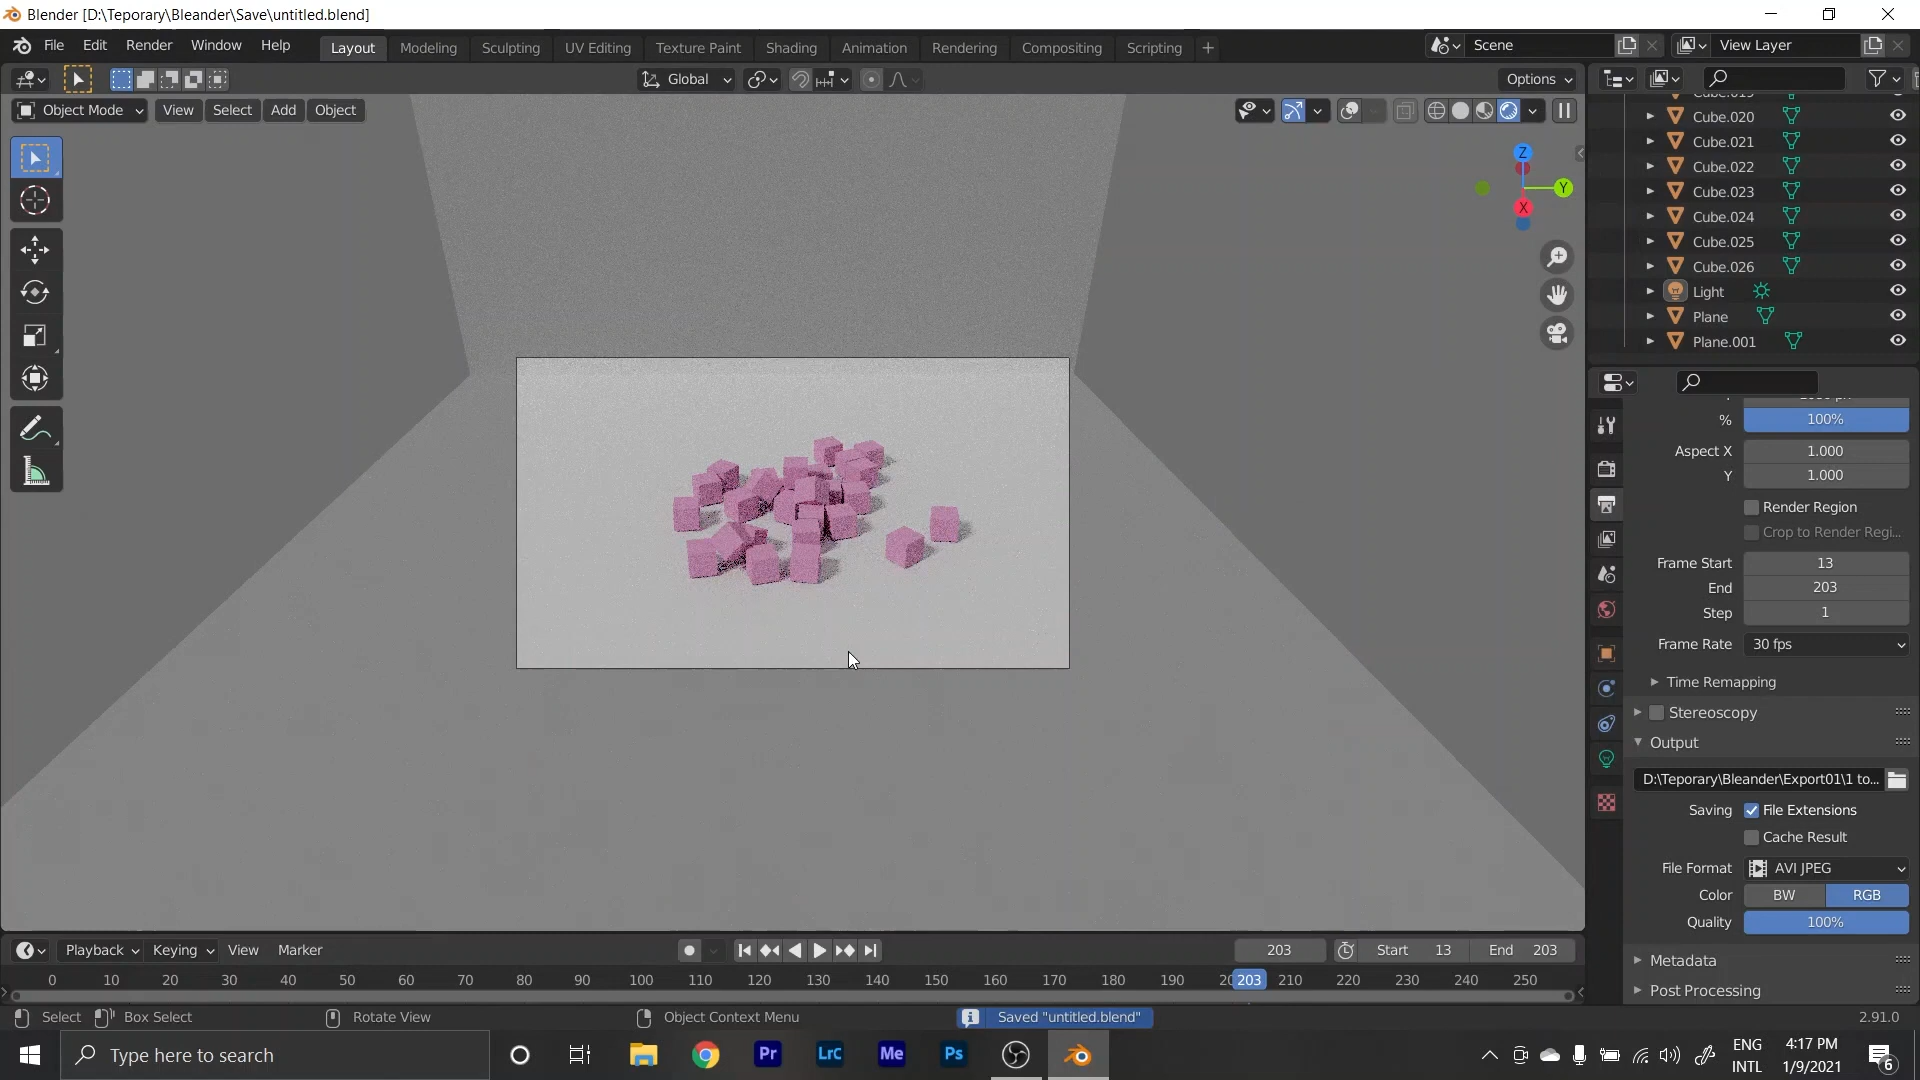 Blender [D:\Teporary\Bleander\Save\untitled.blend]
File Edit Render Window Help Layout Modeling Sculpting UV Editing Texture Paint Shading Animation Rendering Compositing Scripting + Scene View Layer
Global Options
Object Mode View Select Add Object
Z
Y
X
Cube.020
Cube.021
Cube.022
Cube.023
Cube.024
Cube.025
Cube.026
Light
Plane
Plane.001
% 100%
Aspect X 1.000
Y 1.000
Render Region
Crop to Render Regi...
Frame Start 13
End 203
Step 1
Frame Rate 30 fps
Time Remapping
Stereoscopy
Output
D:\Teporary\Bleander\Export01\1 to...
Saving File Extensions
Cache Result
File Format AVI JPEG
Color BW RGB
Quality 100%
Metadata
Post Processing
Playback Keying View Marker 203 Start 13 End 203
0 10 20 30 40 50 60 70 80 90 100 110 120 130 140 150 160 170 180 190 20 203 210 220 230 240 250
Select Box Select Rotate View Object Context Menu Saved "untitled.blend" 2.91.0
Type here to search Pr LrC Me Ps ENG INTL 4:17 PM 1/9/2021 6